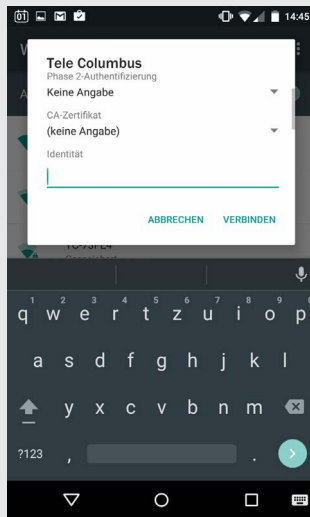 01 14:45
W
Tele Columbus
Phase 2-Authentifizierung
A Keine Angabe
CA-Zertifikat
(keine Angabe)
Identität
ABBRECHEN VERBINDEN
1 2 3 4 5 6 7 8 9 0
q w e r t z u i o p
a s d f g h j k l
y x c v b n m
?123 , .